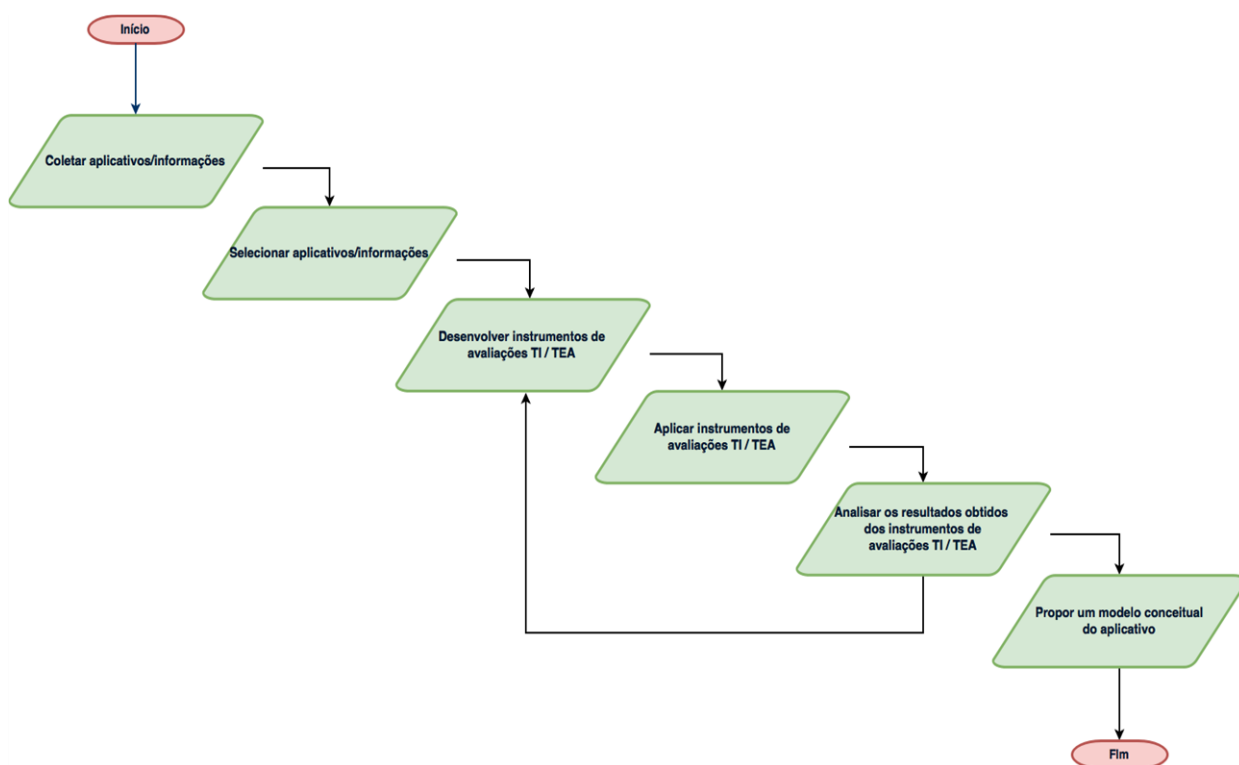 Início
Coletar aplicativos/informações
Selecionar aplicativos/informações
Desenvolver instrumentos de
avaliações TI / TEA
Aplicar instrumentos de
avaliações TI / TEA
Analisar os resultados obtidos
dos instrumentos de
avaliações TI / TEA
Propor um modelo conceitual
do aplicativo
Fim